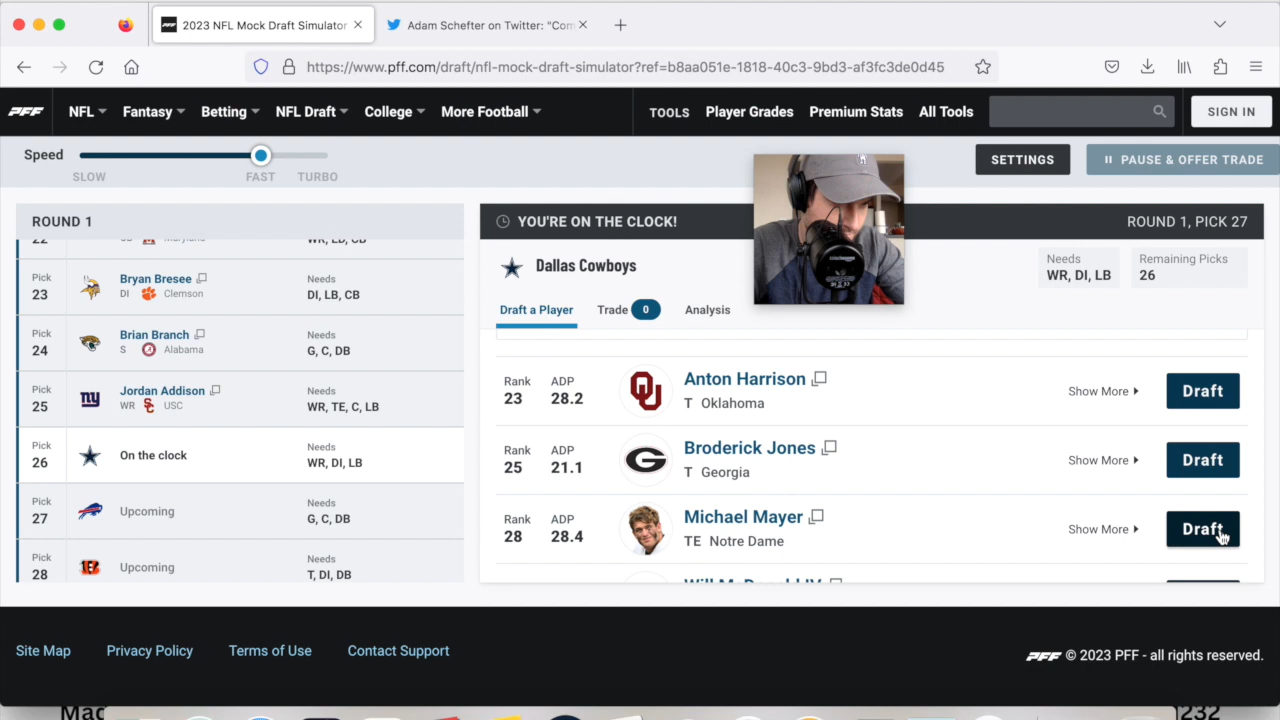 2023 NFL Mock Draft Simulator
Adam Schefter on Twitter: "Com
https://www.pff.com/draft/nfl-mock-draft-simulator?ref=b8aa051e-1818-40c3-9bd3-af3fc3de0d45
PFF NFL Fantasy Betting NFL Draft College More Football TOOLS Player Grades Premium Stats All Tools SIGN IN
Speed
SLOW FAST TURBO
SETTINGS
PAUSE & OFFER TRADE
ROUND 1
22 Maryland WR, LB, CB
Pick Bryan Bresee Needs
23 DI Clemson DI, LB, CB
Pick Brian Branch Needs
24 S Alabama G, C, DB
Pick Jordan Addison Needs
25 WR USC WR, TE, C, LB
Pick On the clock Needs
26 WR, DI, LB
Pick Upcoming Needs
27 G, C, DB
Pick Upcoming Needs
28 T, DI, DB
YOU'RE ON THE CLOCK! ROUND 1, PICK 27
Dallas Cowboys
Needs Remaining Picks
WR, DI, LB 26
Draft a Player Trade 0 Analysis
Rank ADP Anton Harrison Show More Draft
23 28.2 T Oklahoma
Rank ADP Broderick Jones Show More Draft
25 21.1 T Georgia
Rank ADP Michael Mayer Show More Draft
28 28.4 TE Notre Dame
Will McDonald IV
Site Map Privacy Policy Terms of Use Contact Support PFF © 2023 PFF - all rights reserved.
232